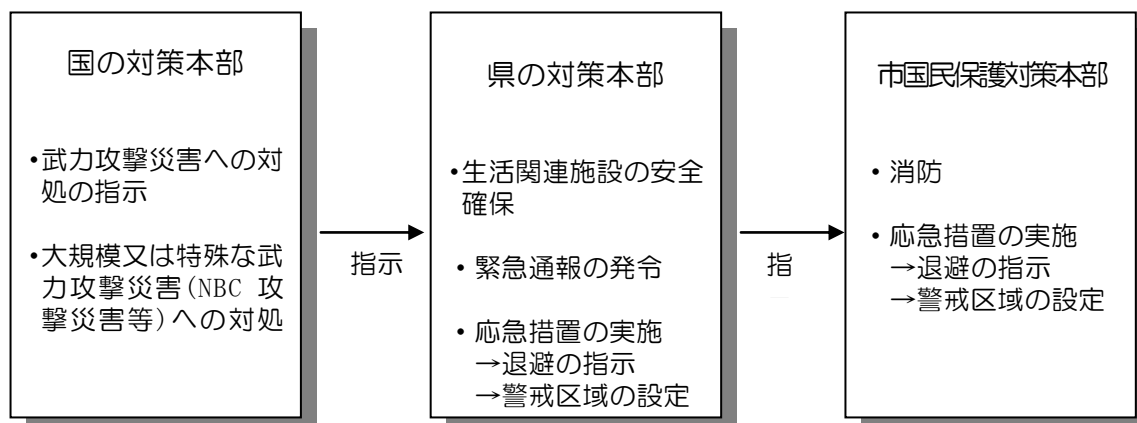 国の対策本部
・武力攻撃災害への対
処の指示
・大規模又は特殊な武
力攻撃災害(NBC 攻
撃災害等)への対処
指示
県の対策本部
・生活関連施設の安全
確保
・緊急通報の発令
・応急措置の実施
→退避の指示
→警戒区域の設定
指
市国民保護対策本部
・消防
・応急措置の実施
→退避の指示
→警戒区域の設定